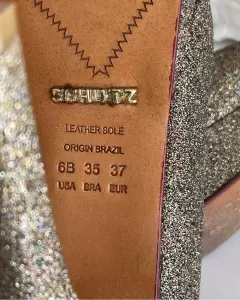 SCHUTZ
LEATHER SOLE
ORIGIN BRAZIL
6B 35 37
USA BRA EUR